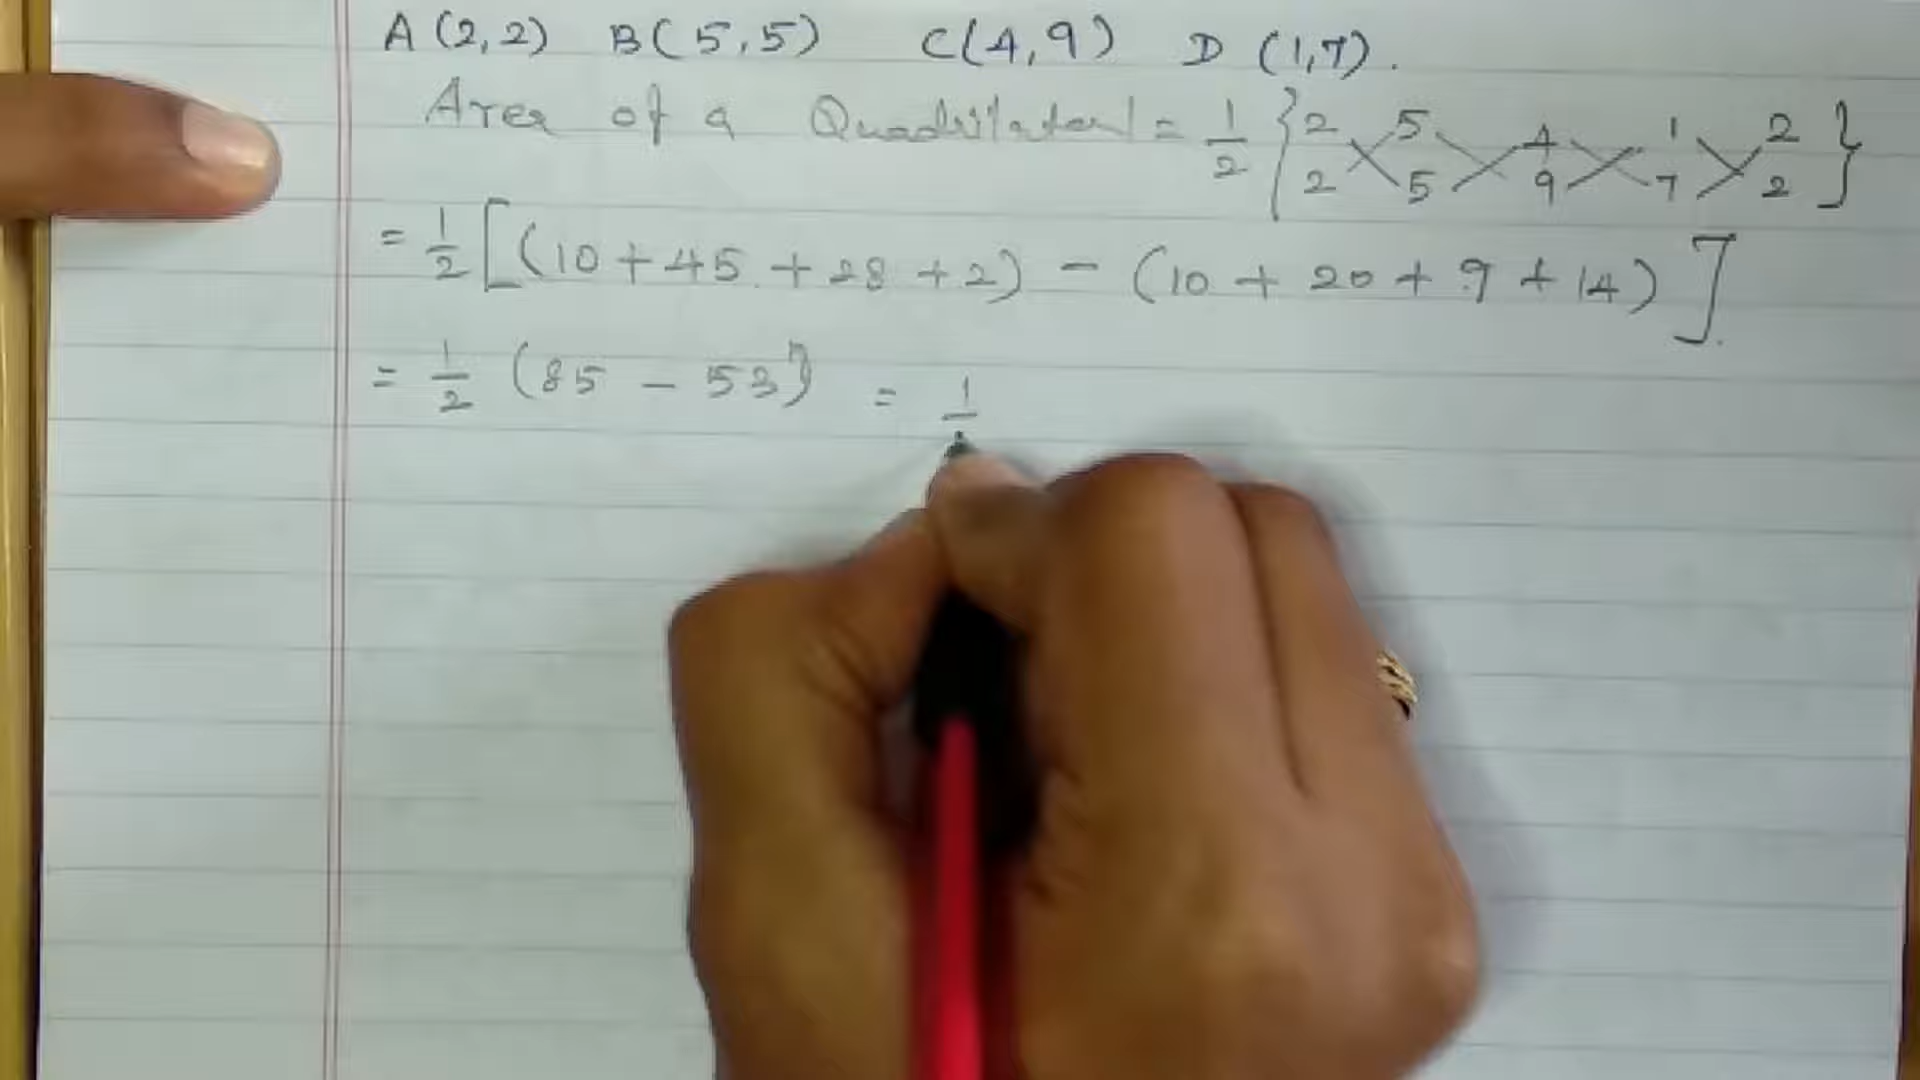 A (2,2) B( 5,5) C(4,9) D (1,7).
Area of a Quadrilateral = 1/2 { 2 5 4 1 2 }
2 5 9 7 2
= 1/2 [(10 + 45 + 28 + 2) - (10 + 20 + 9 + 14)]
= 1/2 (85 - 53) = 1